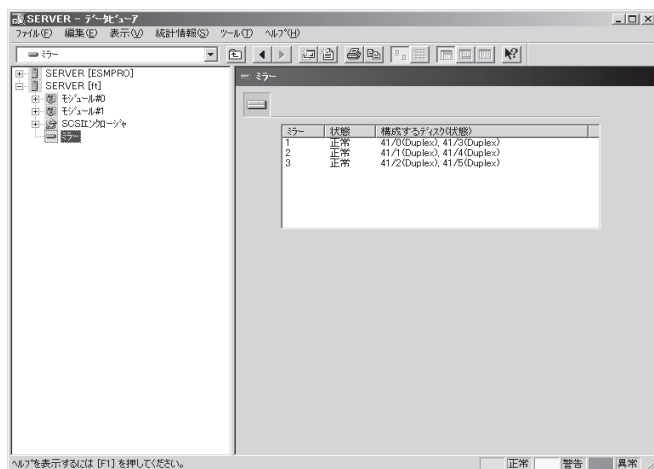 SERVER - ﾃﾞｰﾀﾋﾞｭｰｱ
ﾌｧｲﾙ(F) 編集(E) 表示(V) 統計情報(S) ﾂｰﾙ(T) ﾍﾙﾌﾟ(H)
ﾐﾗｰ
SERVER [ESMPRO]
SERVER [ft]
ﾓｼﾞｭｰﾙ#0
ﾓｼﾞｭｰﾙ#1
SCSIｴﾝｸﾛｰｼﾞｬ
ﾐﾗｰ
ﾐﾗｰ
ﾐﾗｰ 状態 構成するﾃﾞｨｽｸ(状態)
1 正常 41/0(Duplex), 41/3(Duplex)
2 正常 41/1(Duplex), 41/4(Duplex)
3 正常 41/2(Duplex), 41/5(Duplex)
ﾍﾙﾌﾟを表示するには [F1] を押してください。
正常 警告 異常